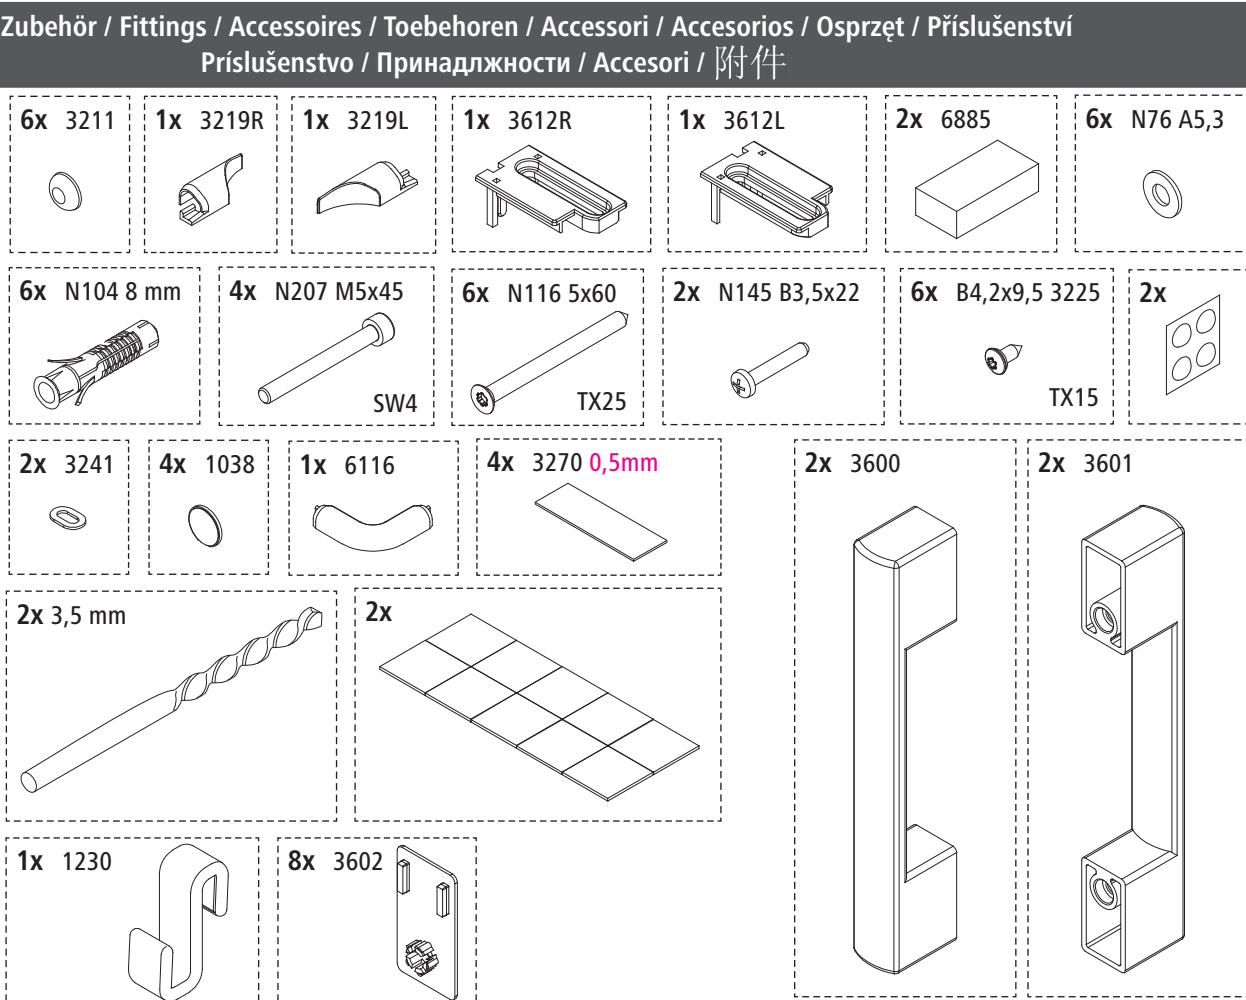 Zubehör / Fittings / Accessoires / Toebehoren / Accessori / Accesorios / Osprzęt / Příslušenství
Príslušenstvo / Принадлжности / Accesori / 附件
6x 3211
1x 3219R
1x 3219L
1x 3612R
1x 3612L
2x 6885
6x N76 A5,3
6x N104 8 mm
4x N207 M5x45
SW4
6x N116 5x60
TX25
2x N145 B3,5x22
6x B4,2x9,5 3225
TX15
2x
2x 3241
4x 1038
1x 6116
4x 3270 0,5mm
2x 3600
2x 3601
2x 3,5 mm
2x
1x 1230
8x 3602